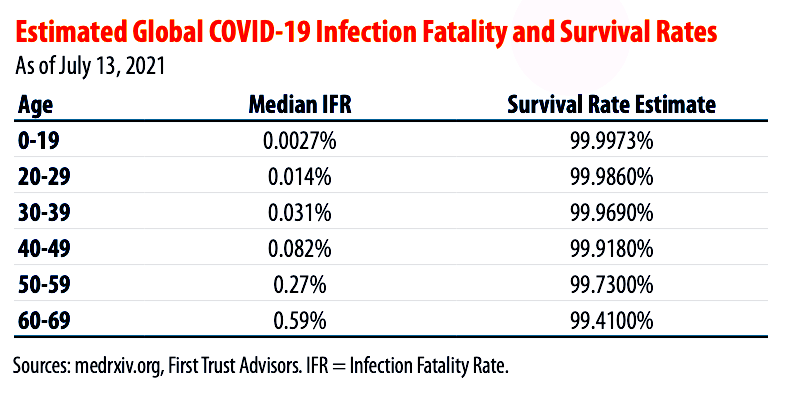 Estimated Global COVID-19 Infection Fatality and Survival Rates
As of July 13, 2021
Age Median IFR Survival Rate Estimate
0-19 0.0027% 99.9973%
20-29 0.014% 99.9860%
30-39 0.031% 99.9690%
40-49 0.082% 99.9180%
50-59 0.27% 99.7300%
60-69 0.59% 99.4100%
Sources: medrxiv.org, First Trust Advisors. IFR = Infection Fatality Rate.